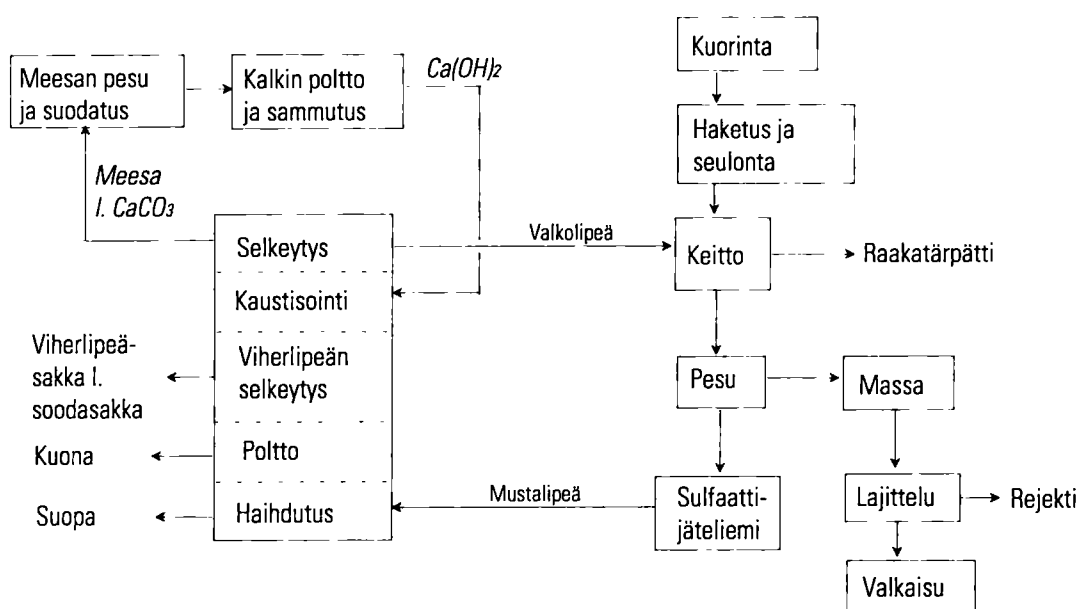 Meesan pesu
ja suodatus
Kalkin poltto
ja sammutus
Ca(OH)2
Meesa
l. CaCO3
Selkeytys
Kaustisointi
Viherlipeän
selkeytys
Poltto
Haihdutus
Viherlipeä-
sakka l.
soodasakka
Kuona
Suopa
Valkolipeä
Mustalipeä
Kuorinta
Haketus ja
seulonta
Keitto
Raakatärpätti
Pesu
Massa
Sulfaatti-
jäteliemi
Lajittelu
Rejekti
Valkaisu